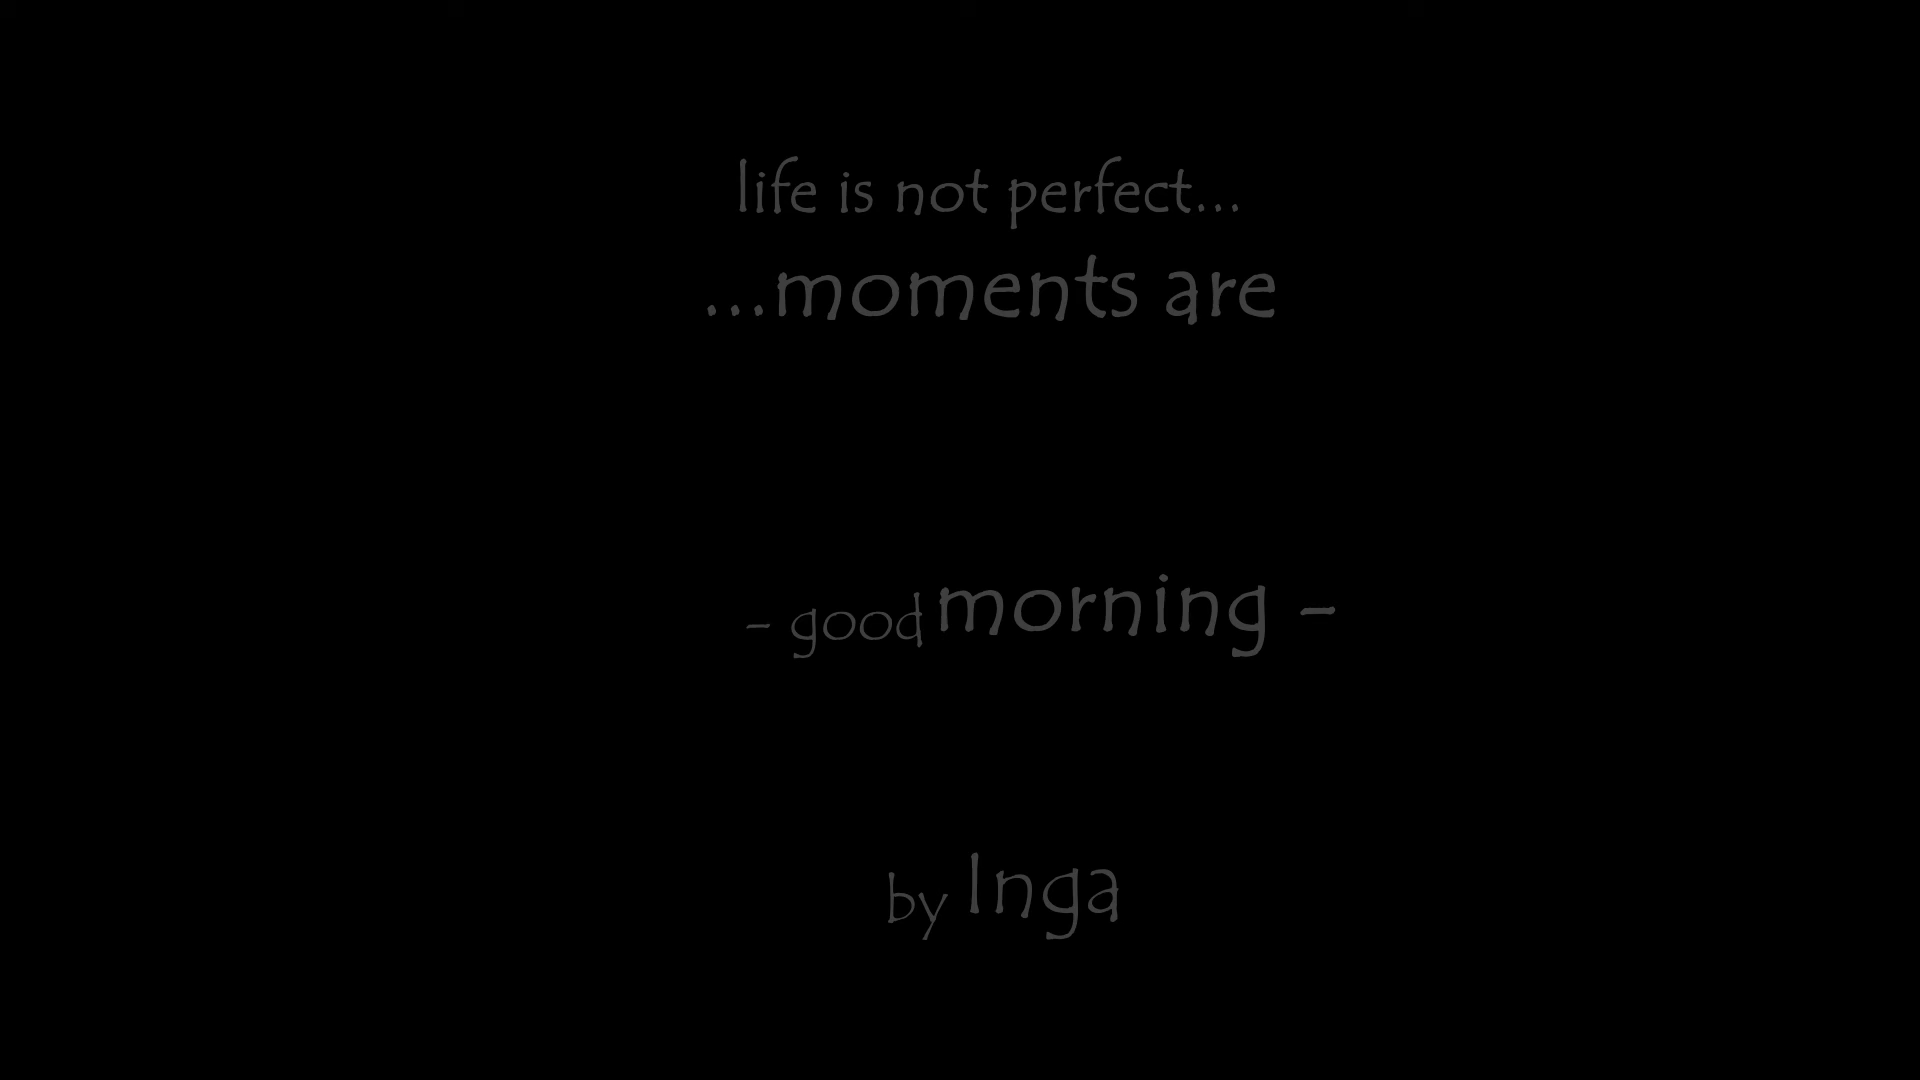 life is not perfect...
...moments are
- good morning -
by Inga